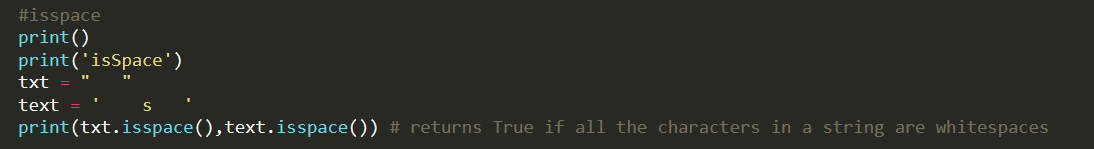 #isspace
print()
print('isSpace')
txt = "   "
text = '    s   '
print(txt.isspace(),text.isspace()) # returns True if all the characters in a string are whitespaces